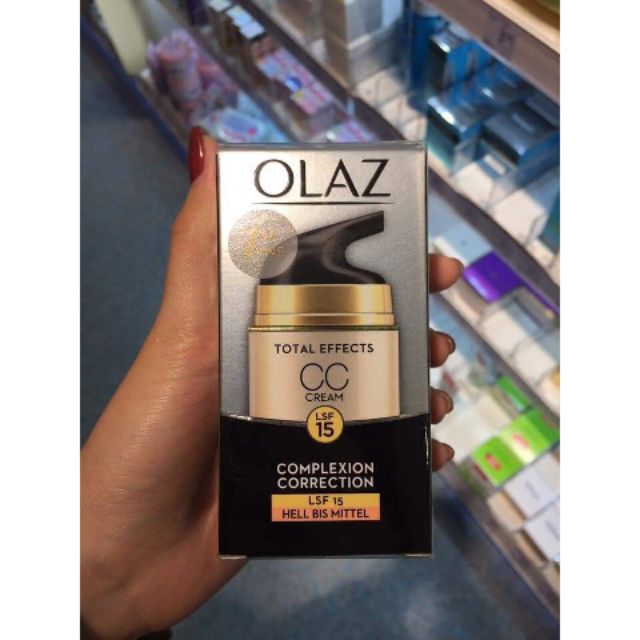 OLAZ
TOTAL EFFECTS
CC
CREAM
LSF
15
COMPLEXION
CORRECTION
LSF 15
HELL BIS MITTEL